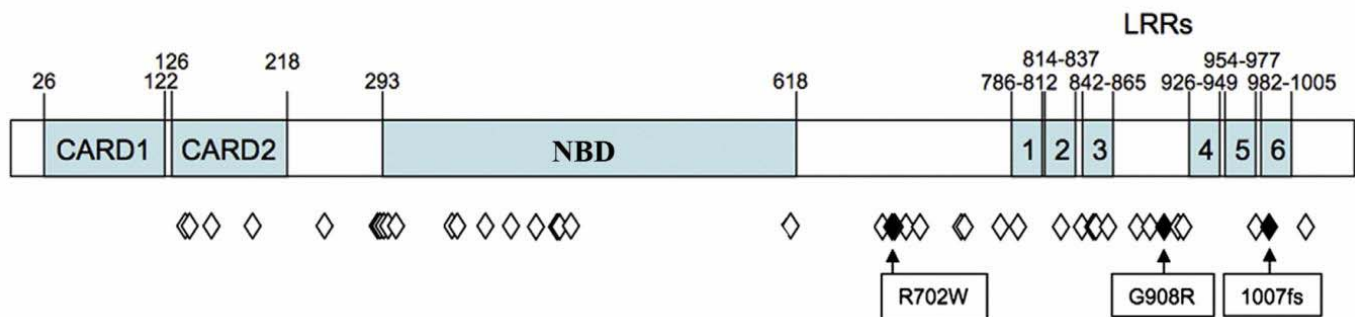 LRRs
126 218 814-837 954-977
26 122 293 618 786-812 842-865 926-949 982-1005
CARD1 CARD2 NBD 1 2 3 4 5 6
R702W G908R 1007fs